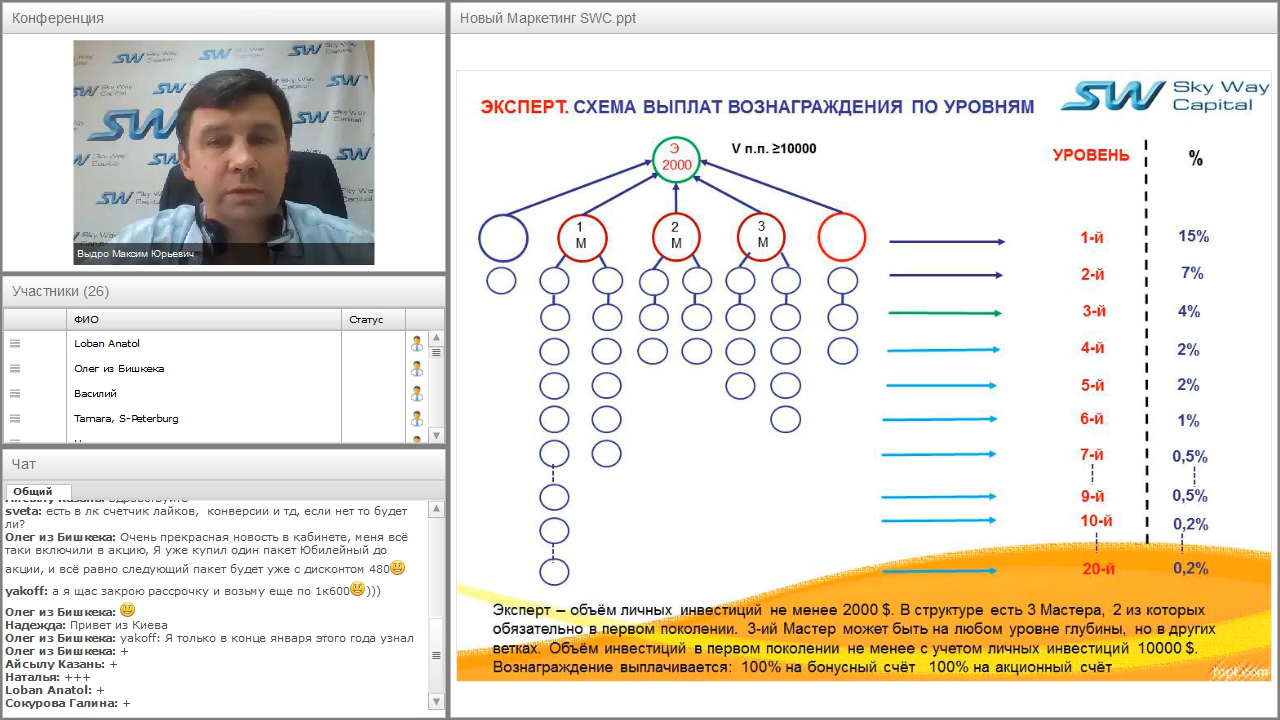 Конференция
SW Sky Way Capital
Выдро Максим Юрьевич
Участники (26)
ФИО
Статус
Loban Anatol
Олег из Бишкека
Василий
Tamara, S-Peterburg
Чат
Общий
sveta: есть в лк счетчик лайков, конверсии и тд, если нет то будет
ли?
Олег из Бишкека: Очень прекрасная новость в кабинете, меня всё
таки включили в акцию, Я уже купил один пакет Юбилейный до
акции, и всё равно следующий пакет будет уже с дисконтом 480
yakoff: а я щас закрою рассрочку и возьму еще по 1к600)))
Олег из Бишкека:
Надежда: Привет из Киева
Олег из Бишкека: yakoff: Я только в конце января этого года узнал
Олег из Бишкека: +
Айсылу Казань: +
Наталья: +++
Loban Anatol: +
Сокурова Галина: +
Новый Маркетинг SWC.ppt
SW Sky Way
Capital
ЭКСПЕРТ. СХЕМА ВЫПЛАТ ВОЗНАГРАЖДЕНИЯ ПО УРОВНЯМ
Э
2000
V п.п. ≥10000
УРОВЕНЬ
%
1
М
2
М
3
М
1-й 15%
2-й 7%
3-й 4%
4-й 2%
5-й 2%
6-й 1%
7-й 0,5%
9-й 0,5%
10-й 0,2%
20-й 0,2%
Эксперт – объём личных инвестиций не менее 2000 $. В структуре есть 3 Мастера, 2 из которых
обязательно в первом поколении. 3-ий Мастер может быть на любом уровне глубины, но в других
ветках. Объём инвестиций в первом поколении не менее с учетом личных инвестиций 10000 $.
Вознаграждение выплачивается: 100% на бонусный счёт 100% на акционный счёт
fppt.com